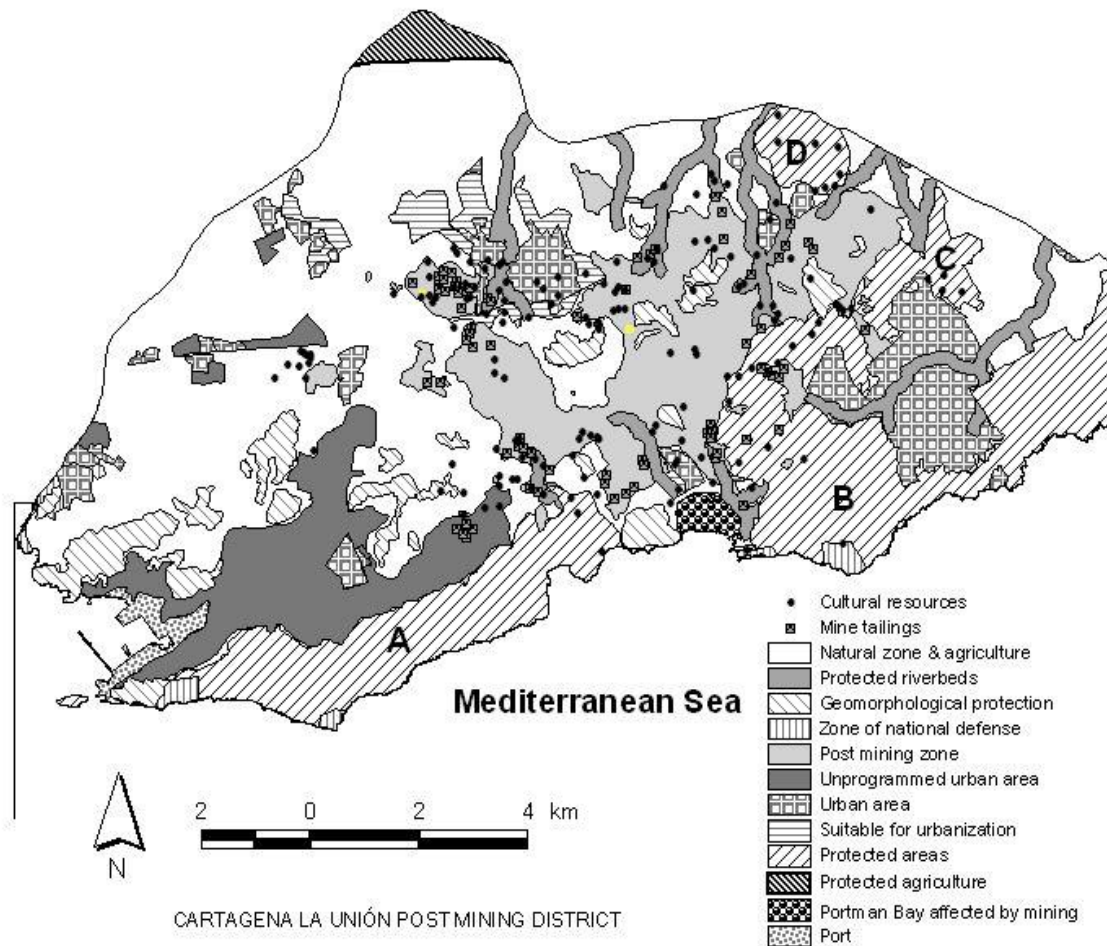 D
C
B
A
Mediterranean Sea
Cultural resources
Mine tailings
Natural zone & agriculture
Protected riverbeds
Geomorphological protection
Zone of national defense
Post mining zone
Unprogrammed urban area
Urban area
Suitable for urbanization
Protected areas
Protected agriculture
Portman Bay affected by mining
Port
2 0 2 4 km
N
CARTAGENA LA UNIÓN POST MINING DISTRICT